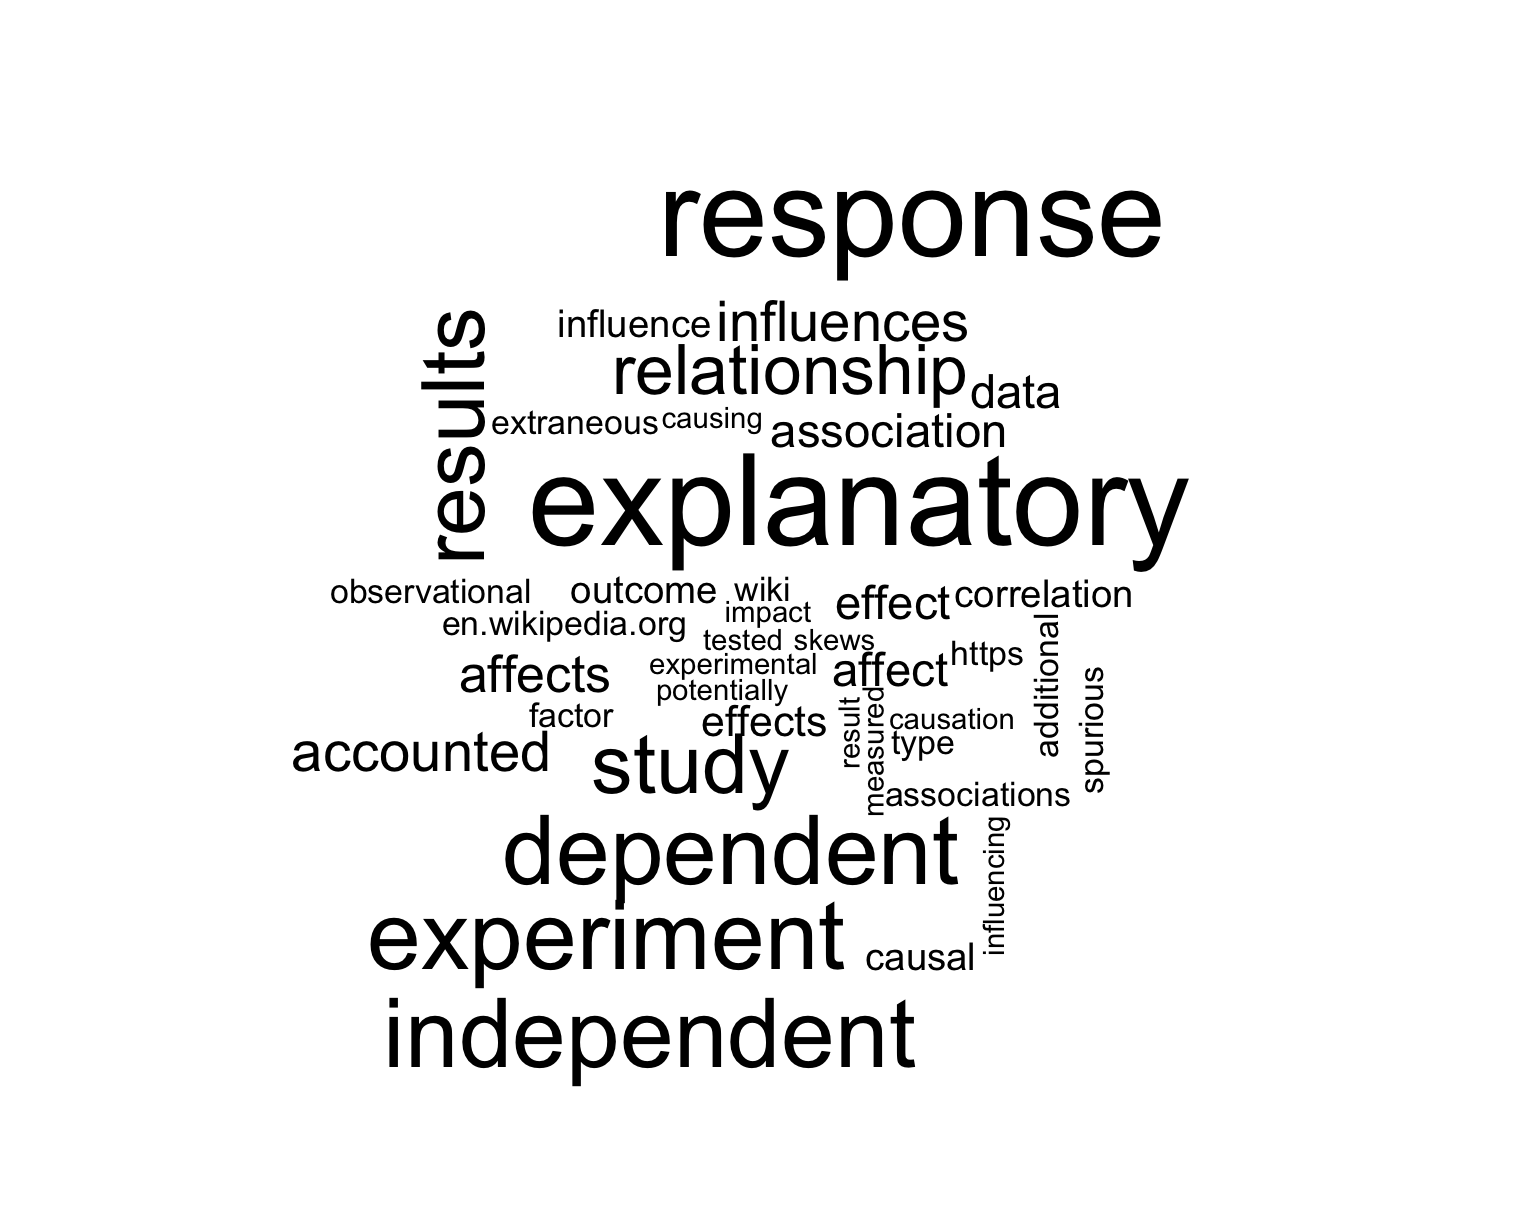 response
results
influence influences
relationship data
extraneous causing association
explanatory
observational outcome wiki effect correlation
en.wikipedia.org impact
tested skews
additional
affects experimental affect https
potentially
spurious
factor effects result measured causation
accounted study type
associations
dependent
influencing
experiment causal
independent